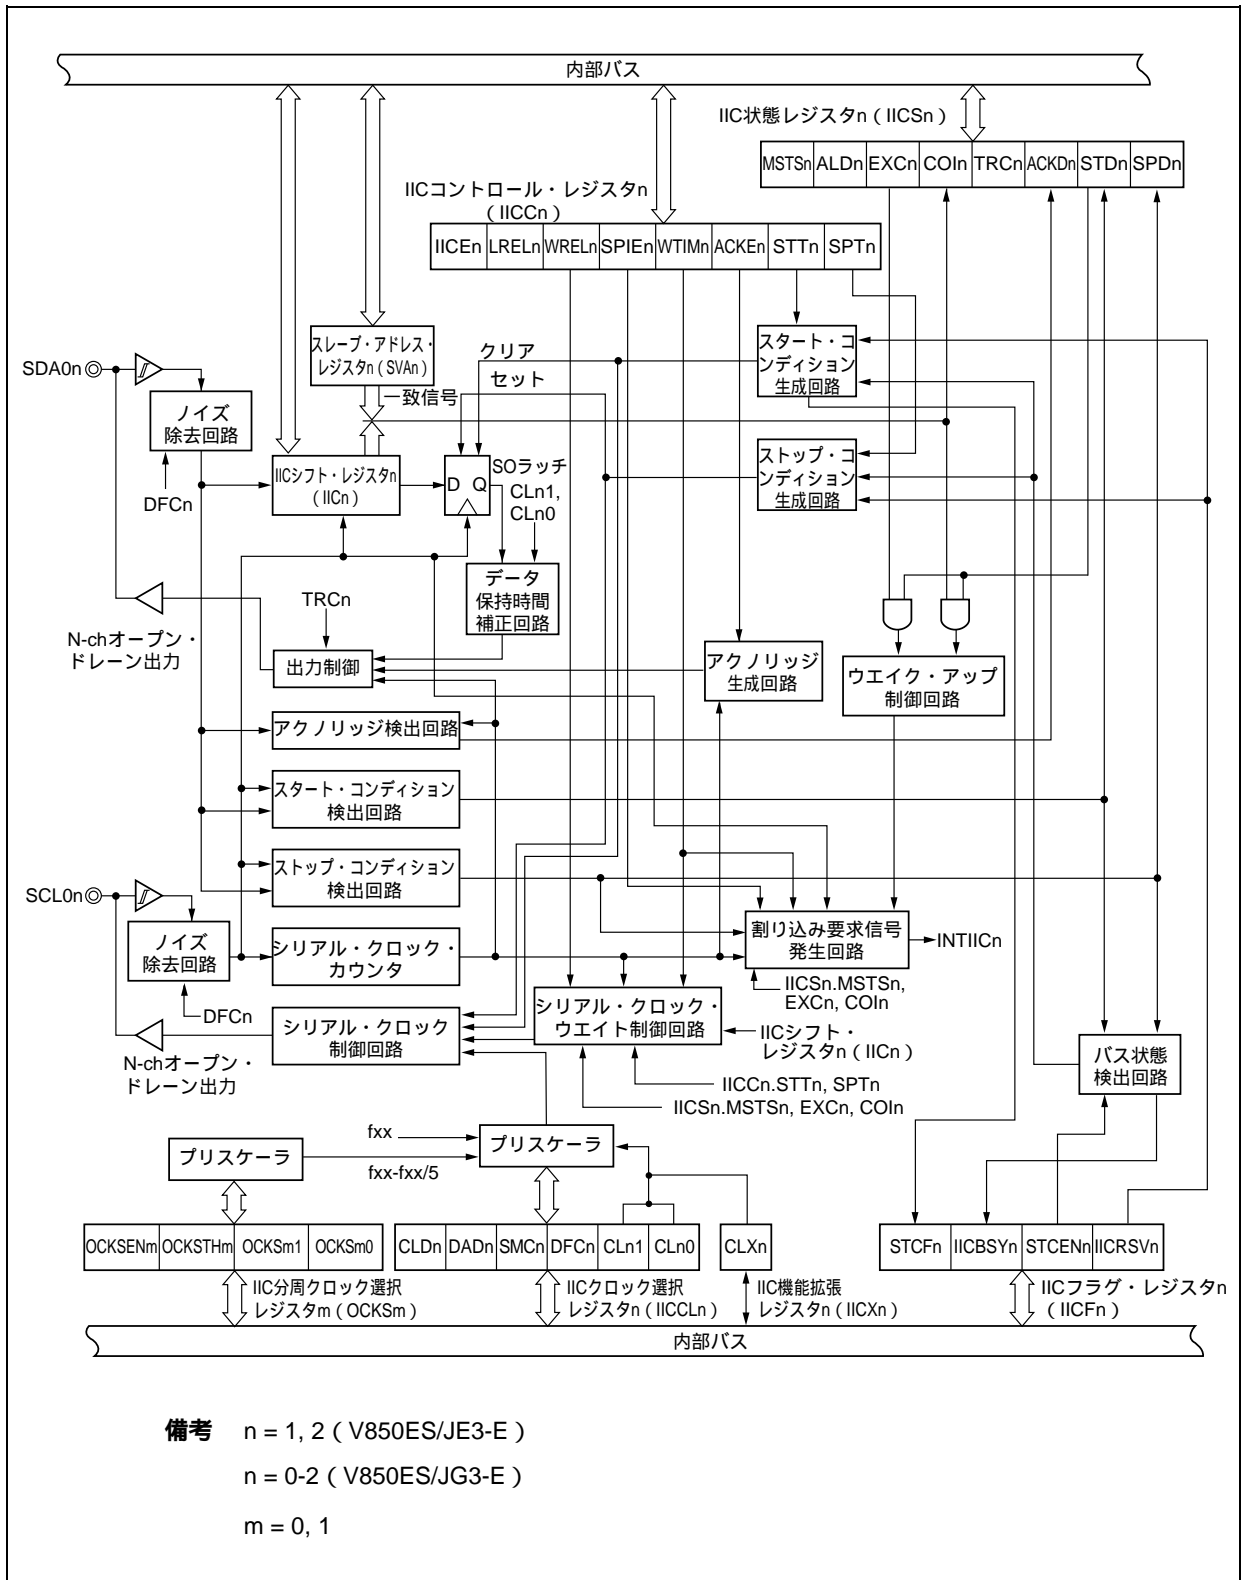 内部バス
IIC状態レジスタn（IICSn）
MSTSn ALDn EXCn COIn TRCn ACKDn STDn SPDn
IICコントロール・レジスタn
（IICCn）
IICEn LRELn WRELn SPIEn WTIMn ACKEn STTn SPTn
SDA0n
ノイズ
除去回路
DFCn
スレーブ・アドレス・
レジスタn（SVAn）
一致信号
クリア
セット
スタート・コ
ンディション
生成回路
ストップ・コ
ンディション
生成回路
IICシフト・レジスタn
（IICn）
D Q
SOラッチ
CLn1,
CLn0
データ
保持時間
補正回路
TRCn
N-chオープン・
ドレーン出力
出力制御
アクノリッジ
生成回路
ウエイク・アップ
制御回路
アクノリッジ検出回路
スタート・コンディション
検出回路
ストップ・コンディション
検出回路
SCL0n
ノイズ
除去回路
DFCn
シリアル・クロック・
カウンタ
割り込み要求信号
発生回路
INTIICn
IICSn.MSTSn,
EXCn, COIn
シリアル・クロック
制御回路
シリアル・クロック・
ウエイト制御回路
IICシフト・
レジスタn（IICn）
N-chオープン・
ドレーン出力
バス状態
検出回路
IICCn.STTn, SPTn
IICSn.MSTSn, EXCn, COIn
プリスケーラ
fxx
fxx-fxx/5
プリスケーラ
OCKSENm OCKSTHm OCKSm1 OCKSm0
CLDn DADn SMCn DFCn CLn1 CLn0
CLXn
STCFn IICBSYn STCENn IICRSVn
IIC分周クロック選択
レジスタm（OCKSm）
IICクロック選択
レジスタn（IICCLn）
IIC機能拡張
レジスタn（IICXn）
IICフラグ・レジスタn
（IICFn）
内部バス
備考 n = 1, 2（V850ES/JE3-E）
n = 0-2（V850ES/JG3-E）
m = 0, 1